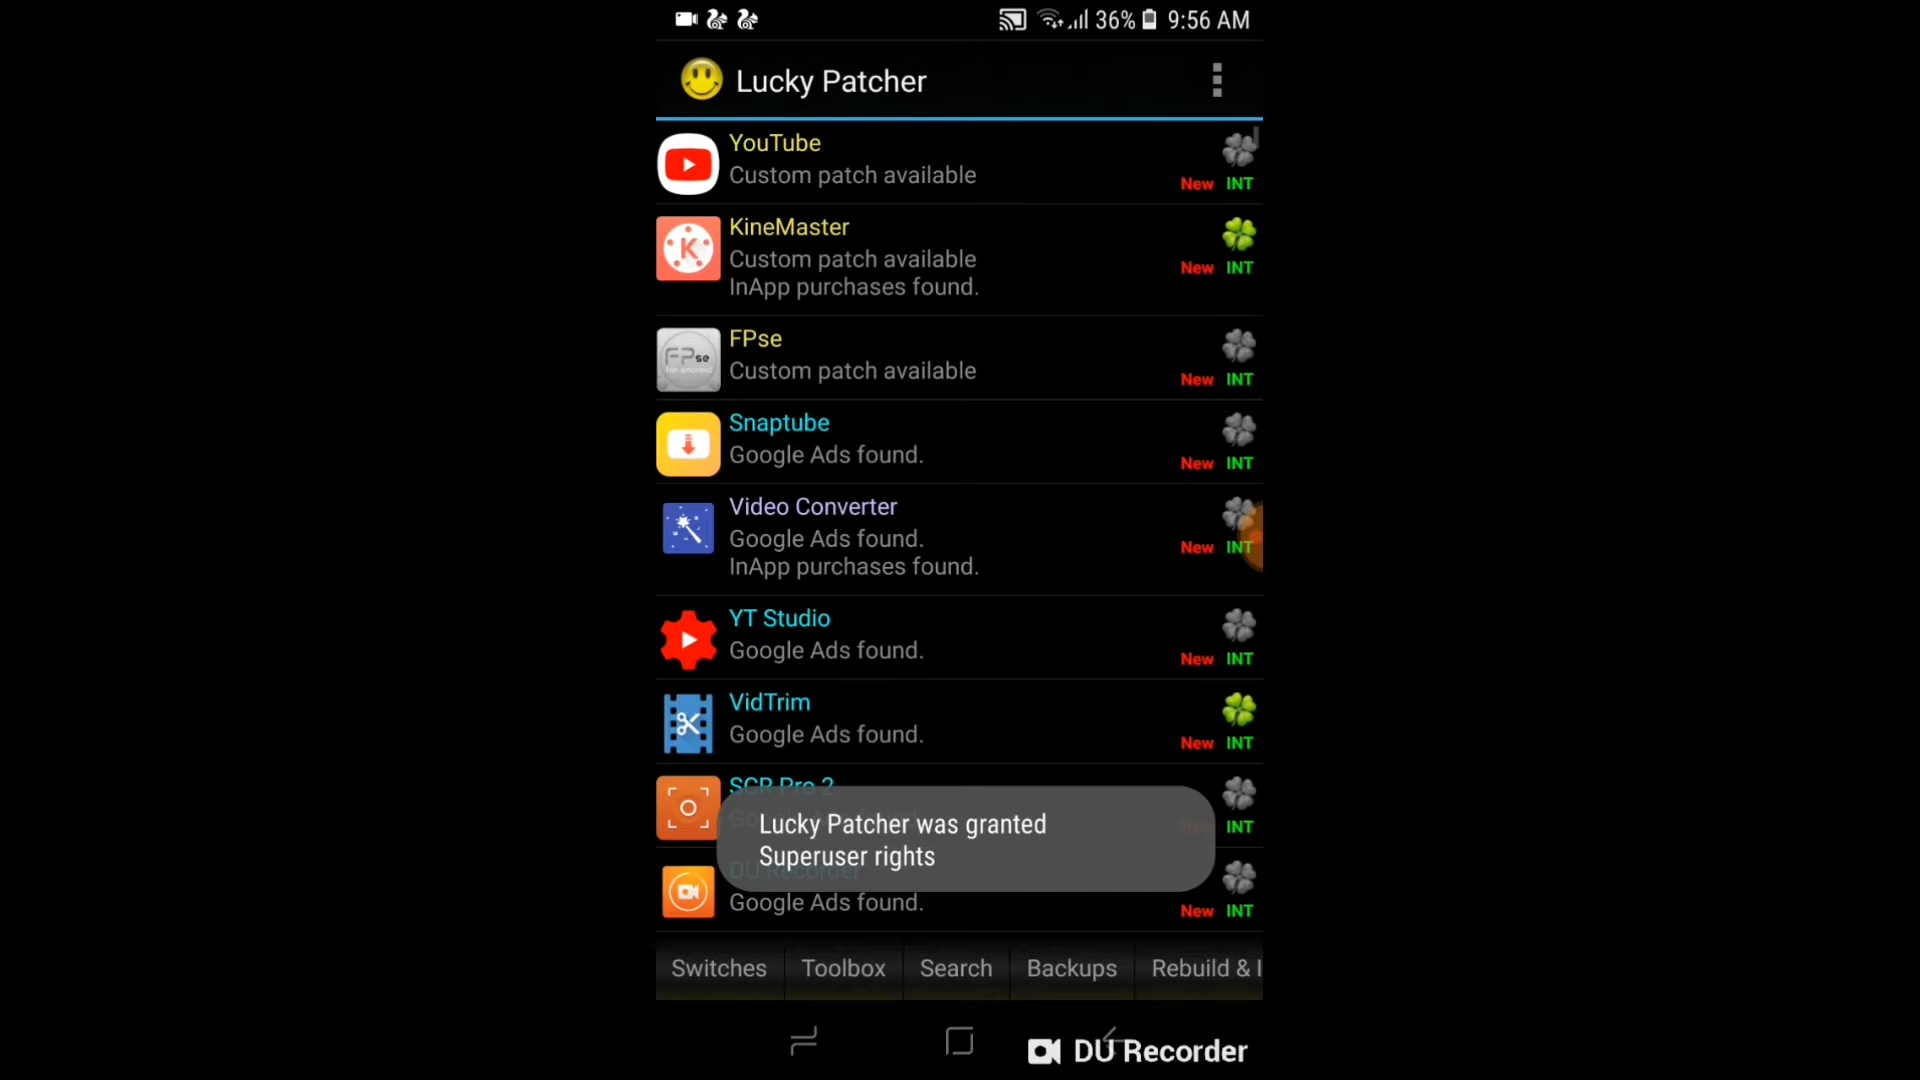 36% 9:56 AM
Lucky Patcher
YouTube
Custom patch available
New INT
KineMaster
Custom patch available
InApp purchases found.
New INT
K
FPse
Custom patch available
New INT
FPse
for android
Snaptube
Google Ads found.
New INT
Video Converter
Google Ads found.
InApp purchases found.
New INT
YT Studio
Google Ads found.
New INT
VidTrim
Google Ads found.
New INT
SCR Pro 2
INT
Lucky Patcher was granted
Superuser rights
DU Recorder
Google Ads found.
New INT
Switches Toolbox Search Backups Rebuild & I
DU Recorder